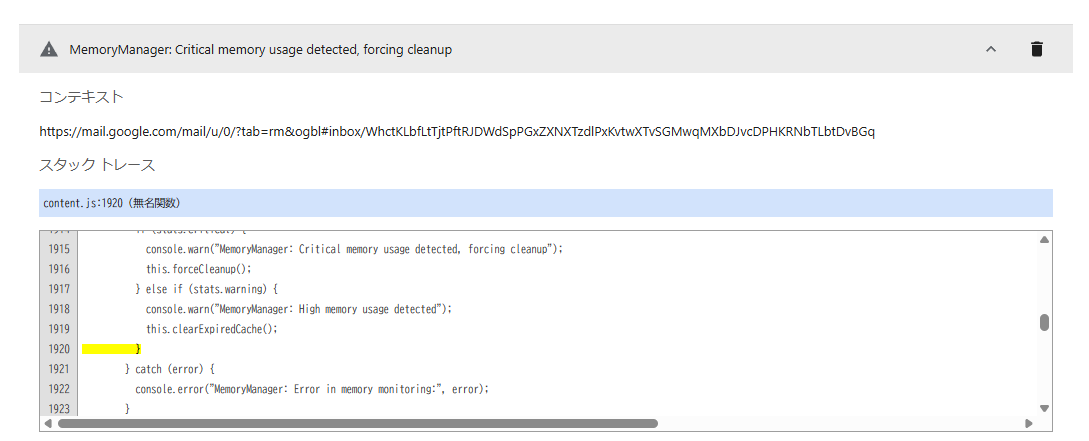 MemoryManager: Critical memory usage detected, forcing cleanup
コンテキスト
https://mail.google.com/mail/u/0/?tab=rm&ogbl#inbox/WhctKLbfLtTjtPftRJDWdSpPGxZXNXTzdlPxKvtwXTvSGMwqMXbDJvcDPHKRNbTLbtDvBGq
スタック トレース
content.js:1920 (無名関数)
1914 if (stats.critical) {
1915 console.warn("MemoryManager: Critical memory usage detected, forcing cleanup");
1916 this.forceCleanup();
1917 } else if (stats.warning) {
1918 console.warn("MemoryManager: High memory usage detected");
1919 this.clearExpiredCache();
1920 }
1921 } catch (error) {
1922 console.error("MemoryManager: Error in memory monitoring:", error);
1923 }